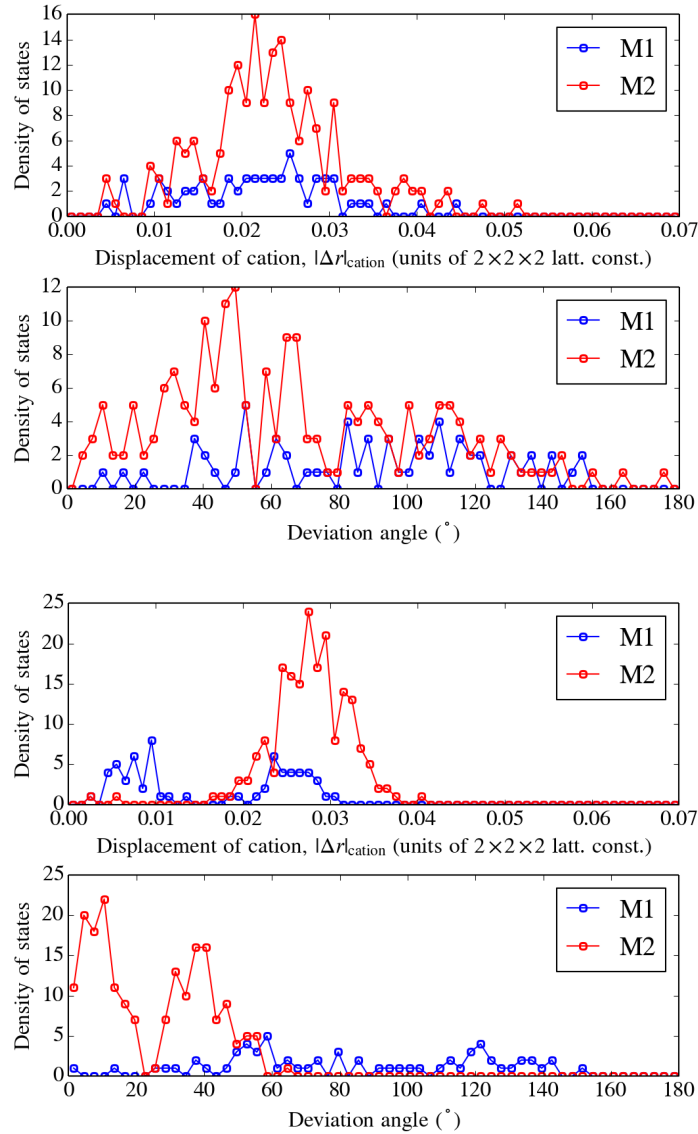 16
14
12
10
8
6
4
2
0
Density of states
M1
M2
0.00 0.01 0.02 0.03 0.04 0.05 0.06 0.07
Displacement of cation, |Δr|cation (units of 2×2×2 latt. const.)
12
10
8
6
4
2
0
Density of states
M1
M2
0 20 40 60 80 100 120 140 160 180
Deviation angle (°)
25
20
15
10
5
0
Density of states
M1
M2
0.00 0.01 0.02 0.03 0.04 0.05 0.06 0.07
Displacement of cation, |Δr|cation (units of 2×2×2 latt. const.)
25
20
15
10
5
0
Density of states
M1
M2
0 20 40 60 80 100 120 140 160 180
Deviation angle (°)